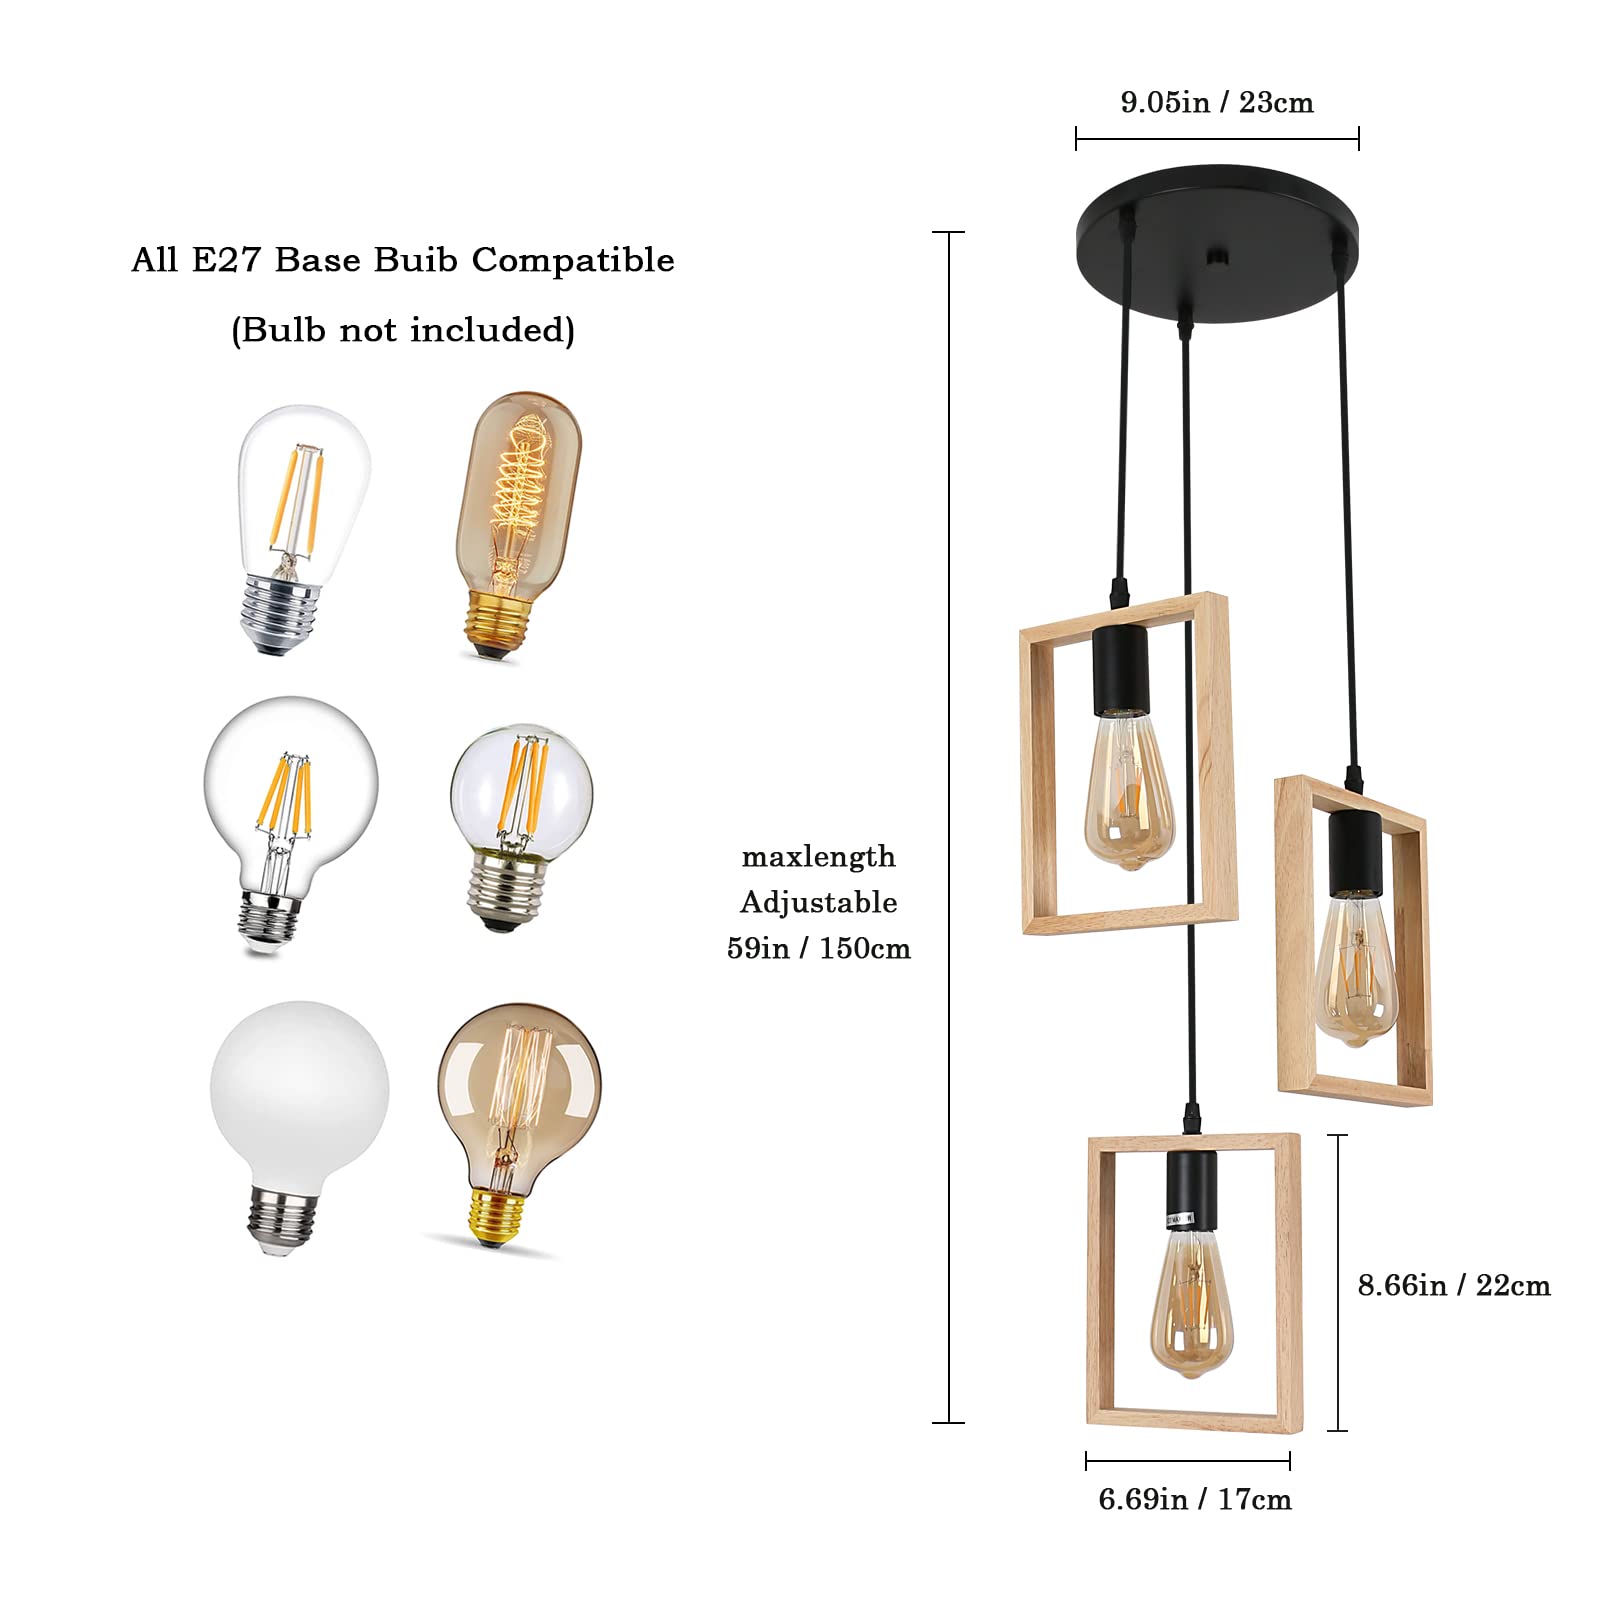 All E27 Base Buib Compatible
(Bulb not included)
9.05in / 23cm
maxlength
Adjustable
59in / 150cm
8.66in / 22cm
6.69in / 17cm